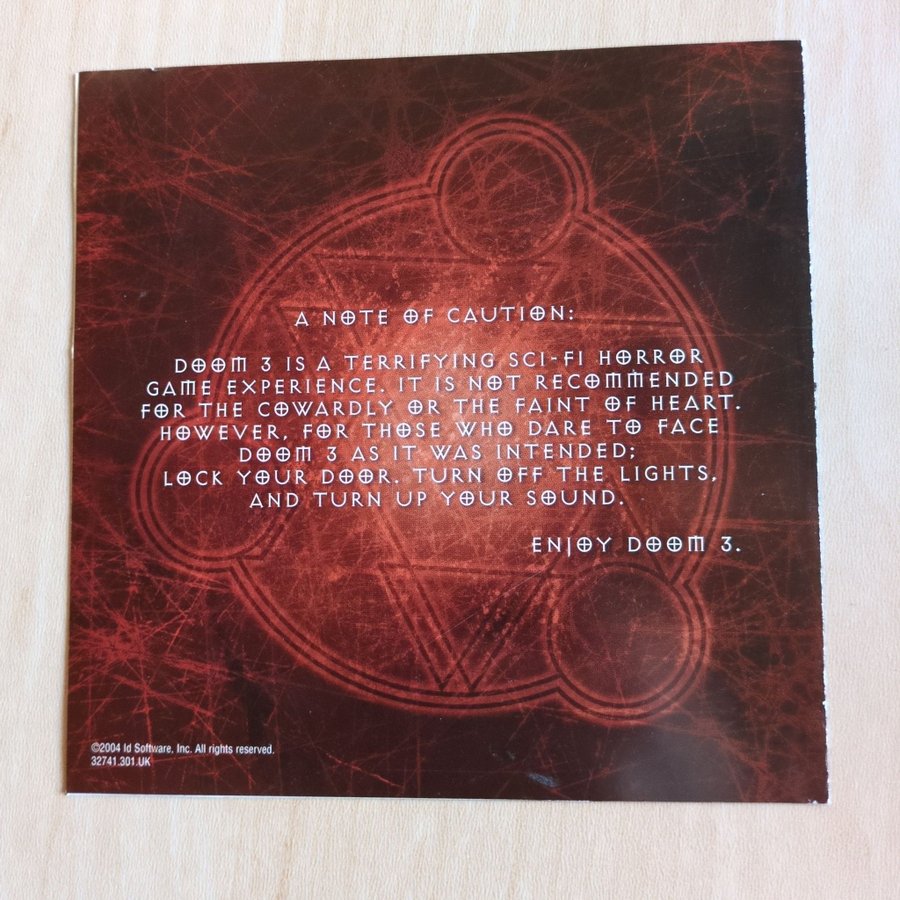 A NOTE OF CAUTION:
DOOM 3 IS A TERRIFYING SCI-FI HORROR
GAME EXPERIENCE. IT IS NOT RECOMMENDED
FOR THE COWARDLY OR THE FAINT OF HEART.
HOWEVER, FOR THOSE WHO DARE TO FACE
DOOM 3 AS IT WAS INTENDED;
LOCK YOUR DOOR. TURN OFF THE LIGHTS,
AND TURN UP YOUR SOUND.
ENJOY DOOM 3.
©2004 Id Software, Inc. All rights reserved.
32741.301.UK